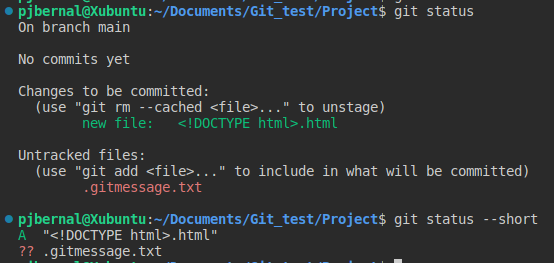 pjbernal@Xubuntu:~/Documents/Git_test/Project$ git status
On branch main
No commits yet
Changes to be committed:
(use "git rm --cached <file>..." to unstage)
new file: <!DOCTYPE html>.html
Untracked files:
(use "git add <file>..." to include in what will be committed)
.gitmessage.txt
pjbernal@Xubuntu:~/Documents/Git_test/Project$ git status --short
A "<!DOCTYPE html>.html"
?? .gitmessage.txt